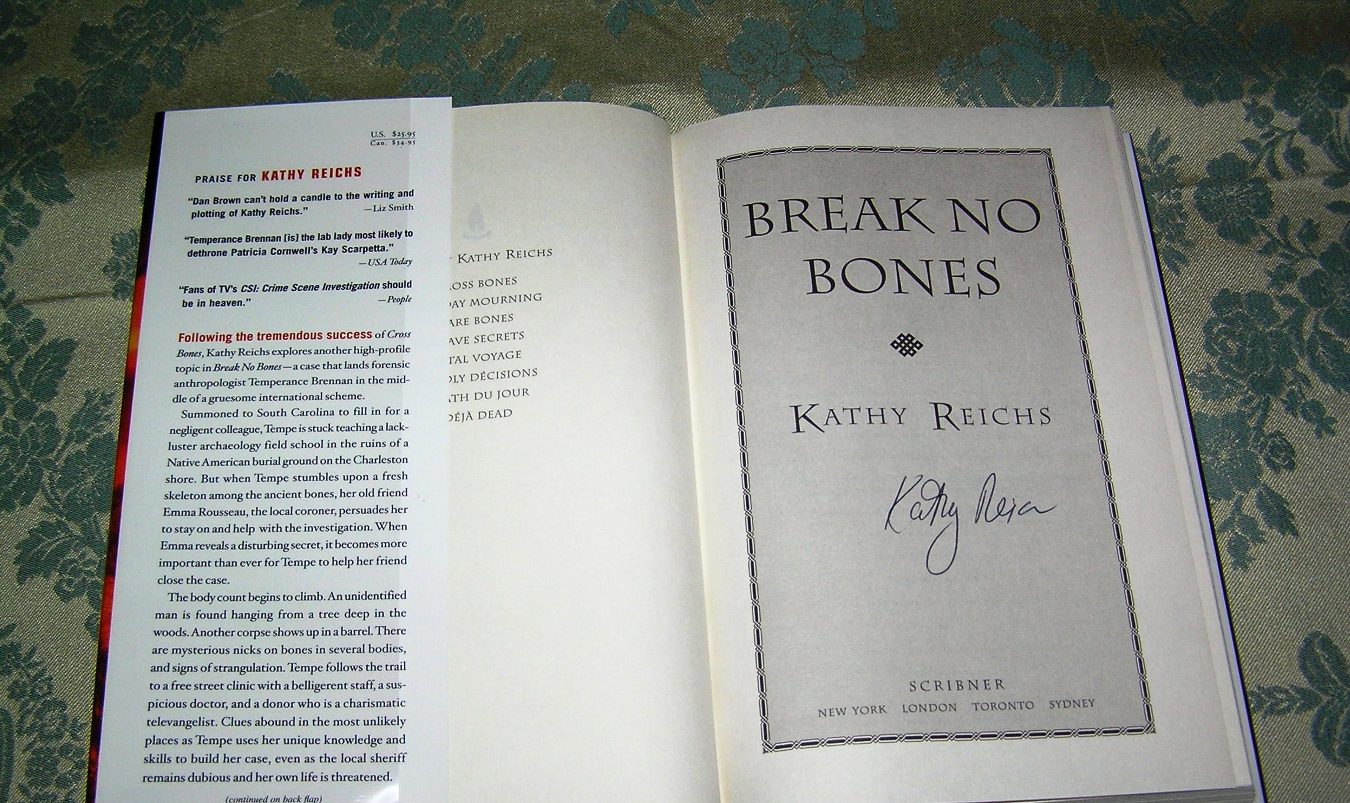 U.S. $25.95
Can. $34.95
PRAISE FOR KATHY REICHS
“Dan Brown can't hold a candle to the writing and
plotting of Kathy Reichs.” —Liz Smith
“Temperance Brennan [is] the lab lady most likely to
dethrone Patricia Cornwell's Kay Scarpetta.”
—USA Today
“Fans of TV's CSI: Crime Scene Investigation should
be in heaven.” —People
Following the tremendous success of Cross
Bones, Kathy Reichs explores another high-profile
topic in Break No Bones—a case that lands forensic
anthropologist Temperance Brennan in the mid-
dle of a gruesome international scheme.
Summoned to South Carolina to fill in for a
negligent colleague, Tempe is stuck teaching a lack-
luster archaeology field school in the ruins of a
Native American burial ground on the Charleston
shore. But when Tempe stumbles upon a fresh
skeleton among the ancient bones, her old friend
Emma Rousseau, the local coroner, persuades her
to stay on and help with the investigation. When
Emma reveals a disturbing secret, it becomes more
important than ever for Tempe to help her friend
close the case.
The body count begins to climb. An unidentified
man is found hanging from a tree deep in the
woods. Another corpse shows up in a barrel. There
are mysterious nicks on bones in several bodies,
and signs of strangulation. Tempe follows the trail
to a free street clinic with a belligerent staff, a sus-
picious doctor, and a donor who is a charismatic
televangelist. Clues abound in the most unlikely
places as Tempe uses her unique knowledge and
skills to build her case, even as the local sheriff
remains dubious and her own life is threatened.
(continued on back flap)
KATHY REICHS
ROSS BONES
DAY MOURNING
ARE BONES
AVE SECRETS
TAL VOYAGE
DLY DÉCISIONS
ATH DU JOUR
DÉJÀ DEAD
BREAK NO
BONES
KATHY REICHS
Kathy Reichs
SCRIBNER
NEW YORK LONDON TORONTO SYDNEY